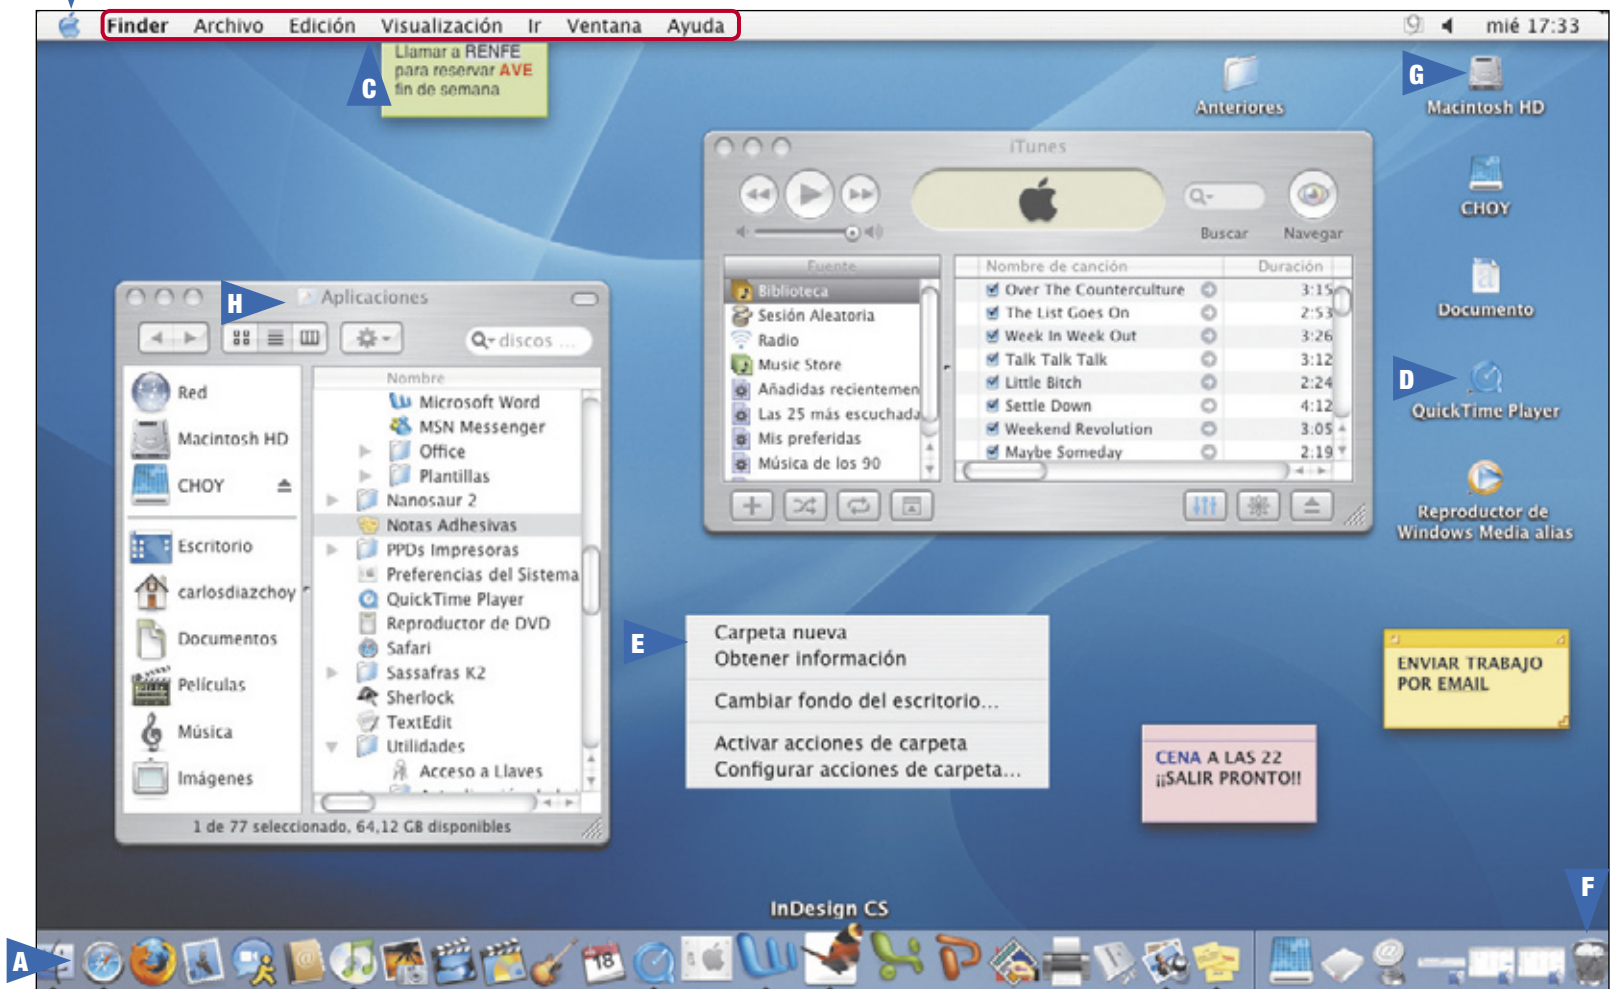 Finder Archivo Edición Visualización Ir Ventana Ayuda
mié 17:33
Llamar a RENFE
para reservar AVE
fin de semana
C
Anteriores
G
Macintosh HD
CHOY
Documento
D
QuickTime Player
Reproductor de
Windows Media alias
iTunes
Buscar
Navegar
Fuente
Biblioteca
Sesión Aleatoria
Radio
Music Store
Añadidas recientemen
Las 25 más escuchada
Mis preferidas
Música de los 90
Nombre de canción Duración
Over The Counterculture 3:15
The List Goes On 2:53
Week In Week Out 3:26
Talk Talk Talk 3:12
Little Bitch 2:24
Settle Down 4:12
Weekend Revolution 3:05
Maybe Someday 2:19
H
Aplicaciones
discos ...
Red
Macintosh HD
CHOY
Escritorio
carlosdiazchoy
Documentos
Películas
Música
Imágenes
Nombre
Microsoft Word
MSN Messenger
Office
Plantillas
Nanosaur 2
Notas Adhesivas
PPDs Impresoras
Preferencias del Sistema
QuickTime Player
Reproductor de DVD
Safari
Sassafras K2
Sherlock
TextEdit
Utilidades
Acceso a Llaves
1 de 77 seleccionado, 64,12 GB disponibles
E
Carpeta nueva
Obtener información
Cambiar fondo del escritorio...
Activar acciones de carpeta
Configurar acciones de carpeta...
ENVIAR TRABAJO
POR EMAIL
CENA A LAS 22
¡¡SALIR PRONTO!!
F
InDesign CS
A
18